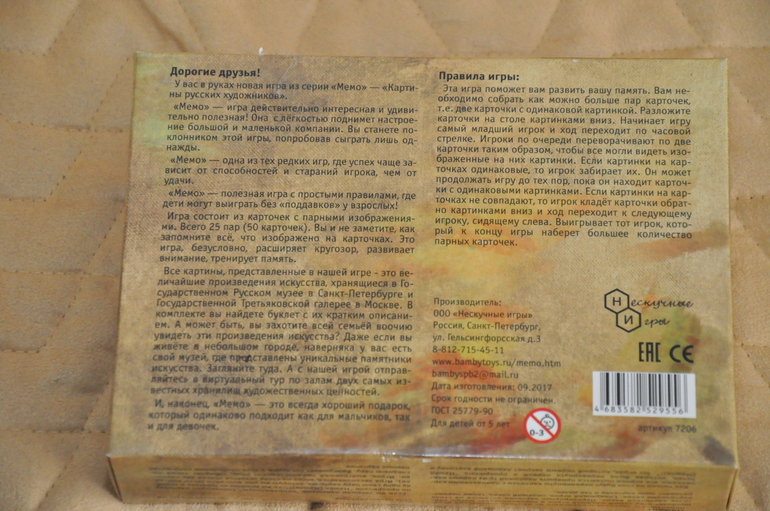 Дорогие друзья!
У вас в руках новая игра из серии «Мемо» — «Карти-
ны русских художников».
«Мемо» — игра действительно интересная и удиви-
тельно полезная! Она с лёгкостью поднимет настрое-
ние большой и маленькой компании. Вы станете по-
клонником этой игры, попробовав сыграть лишь од-
нажды.
«Мемо» — одна из тех редких игр, где успех чаще за-
висит от способностей и стараний игрока, чем от
удачи.
«Мемо» — полезная игра с простыми правилами, где
дети могут выиграть без «поддавков» у взрослых!
Игра состоит из карточек с парными изображения-
ми. Всего 25 пар (50 карточек). Вы и не заметите, как
запомните всё, что изображено на карточках. Это
игра, безусловно, расширяет кругозор, развивает
внимание, тренирует память.
Все картины, представленные в нашей игре - это ве-
личайшие произведения искусства, хранящиеся в Го-
сударственном Русском музее в Санкт-Петербурге и
Государственной Третьяковской галерее в Москве. В
комплекте вы найдете буклет с их кратким описани-
ем. А может быть, вы захотите всей семьёй воочию
увидеть эти произведения искусства? Даже если вы
живёте в небольшом городе, наверняка у вас есть
свой музей, где представлены уникальные памятники
искусства. Загляните туда. А с нашей игрой отправ-
ляйтесь в виртуальный тур по залам двух самых из-
вестных хранилищ художественных ценностей.
И, наконец, «Мемо» — это всегда хороший подарок,
который одинаково подходит как для мальчиков, так
и для девочек.
Правила игры:
Эта игра поможет вам развить вашу память. Вам не-
обходимо собрать как можно больше пар карточек,
т.е. две карточки с одинаковой картинкой. Разложите
карточки на столе картинками вниз. Начинает игру
самый младший игрок и ход переходит по часовой
стрелке. Игроки по очереди переворачивают по две
карточки таким образом, чтобы все могли видеть изо-
браженные на них картинки. Если картинки на кар-
точках одинаковые, то игрок забирает их. Он может
продолжать игру до тех пор, пока он находит карточ-
ки с одинаковыми картинками. Если картинки на кар-
точках не совпадают, то игрок кладёт карточки обрат-
но картинками вниз и ход переходит к следующему
игроку, сидящему слева. Выигрывает тот игрок, кото-
рый к концу игры наберет большее количество
парных карточек.
Производитель:
ООО «Нескучные игры»
Россия, Санкт-Петербург,
ул. Гельсингфорсская д.3
8-812-715-45-11
www.bambytoys.ru/memo.htm
bambyspb2@mail.ru
Дата изготовления: 09.2017
Срок годности не ограничен.
ГОСТ 25779-90
Для детей от 5 лет
0-3
Нескучные
Игры
EAC CE
4 683582 529556
артикул 7206